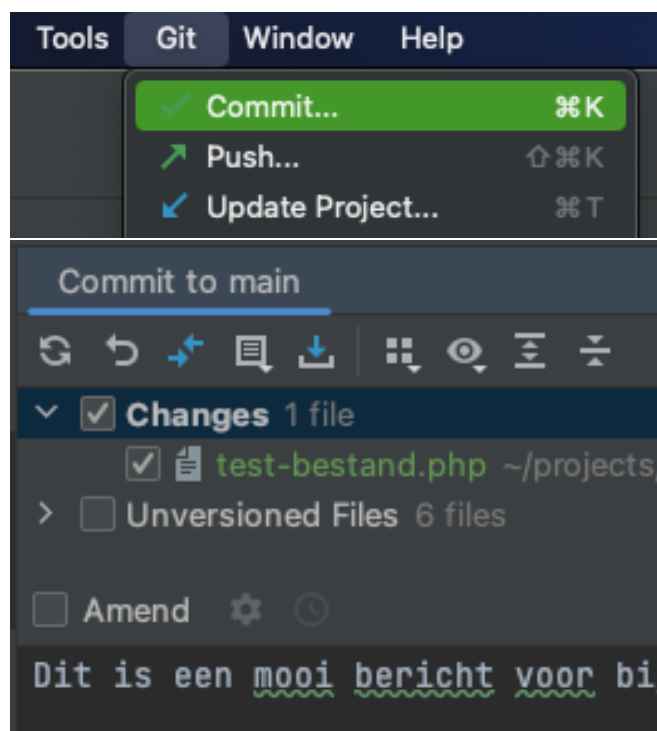 Tools Git Window Help
Commit... ⌘K
Push... ⇧⌘K
Update Project... ⌘T
Commit to main
Changes 1 file
test-bestand.php ~/projects/
Unversioned Files 6 files
Amend
Dit is een mooi bericht voor bi